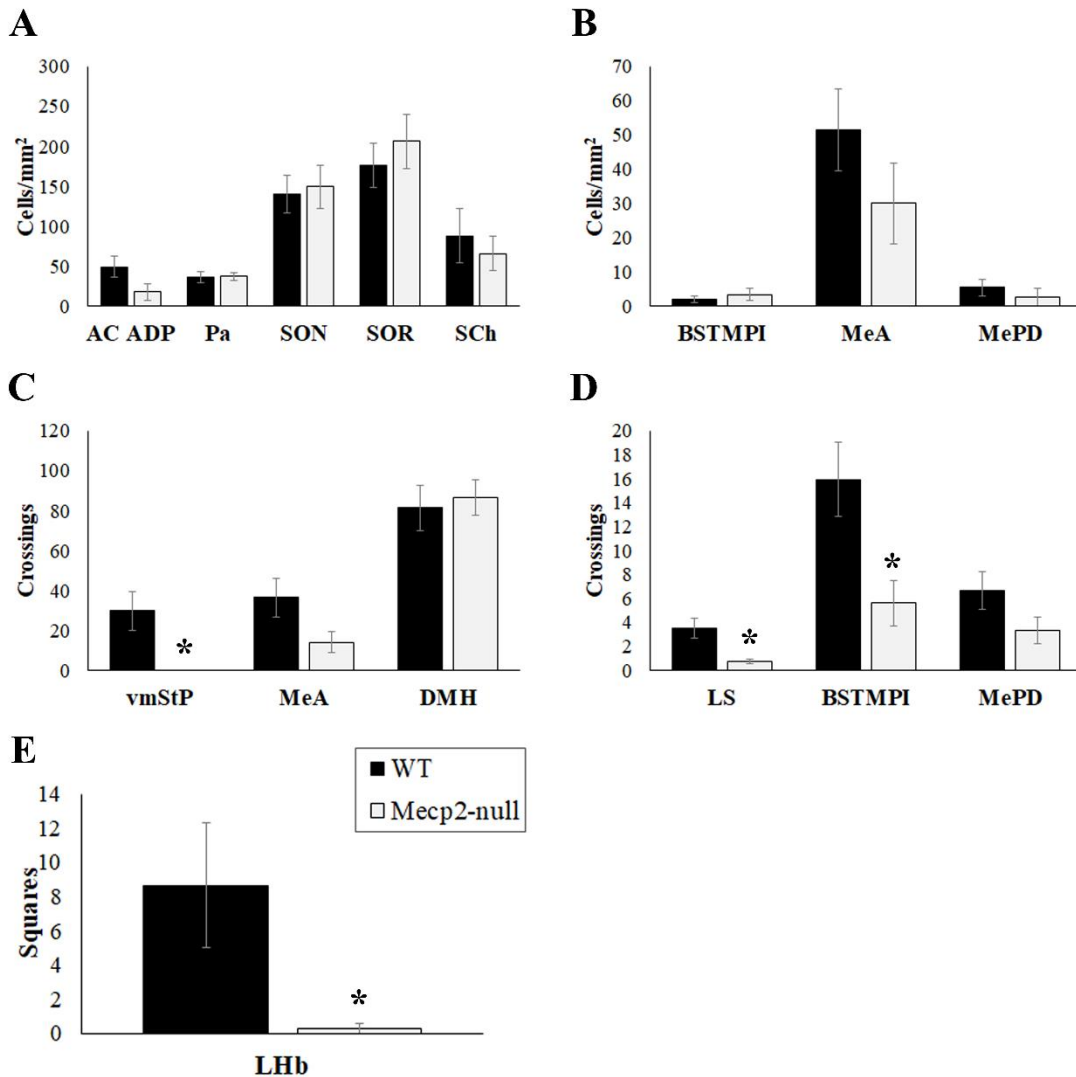 A
300
250
200
150
100
50
0
Cells/mm²
AC ADP Pa SON SOR SCh
B
70
60
50
40
30
20
10
0
Cells/mm²
BSTMPI MeA MePD
C
120
100
80
60
40
20
0
Crossings
*
vmStP MeA DMH
D
20
18
16
14
12
10
8
6
4
2
0
Crossings
* *
LS BSTMPI MePD
E
WT
Mecp2-null
14
12
10
8
6
4
2
0
Squares
*
LHb